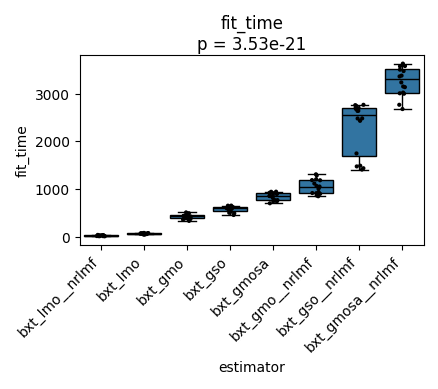 fit_time
p = 3.53e-21
fit_time
3000
2000
1000
0
bxt_lmo__nrlmf
bxt_lmo
bxt_gmo
bxt_gso
bxt_gmosa
bxt_gmo__nrlmf
bxt_gso__nrlmf
bxt_gmosa__nrlmf
estimator